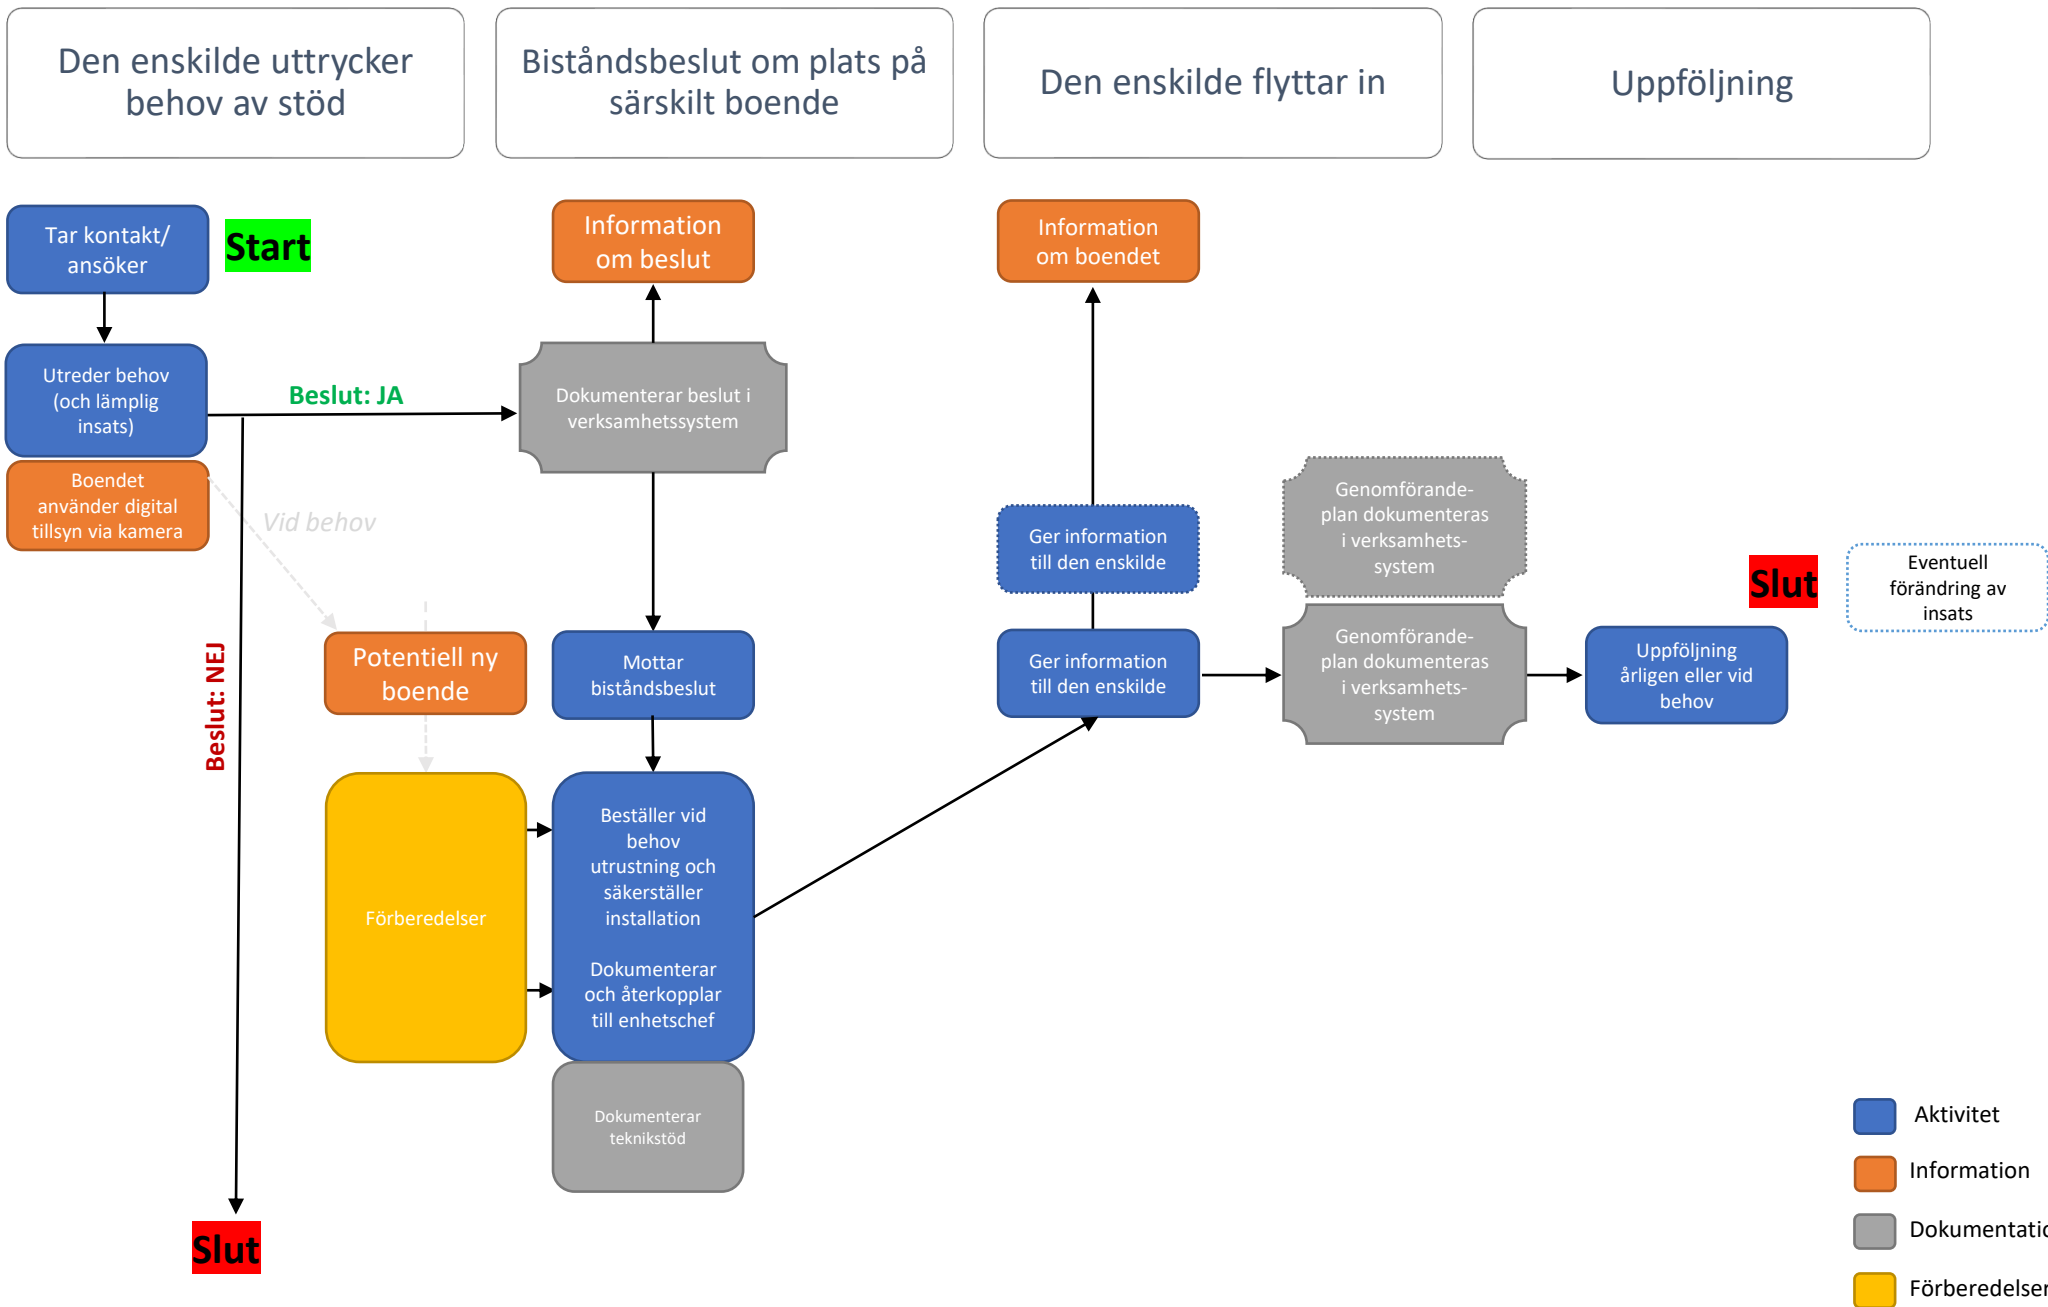 Den enskilde uttrycker
behov av stöd
Biståndsbeslut om plats på
särskilt boende
Den enskilde flyttar in
Uppföljning
Tar kontakt/
ansöker
Start
Information
om beslut
Information
om boendet
Utreder behov
(och lämplig
insats)
Beslut: JA
Dokumenterar beslut i
verksamhetssystem
Boendet
använder digital
tillsyn via kamera
Vid behov
Ger information
till den enskilde
Genomförande-
plan dokumenteras
i verksamhets-
system
Slut
Eventuell
förändring av
insats
Beslut: NEJ
Potentiell ny
boende
Mottar
biståndsbeslut
Ger information
till den enskilde
Genomförande-
plan dokumenteras
i verksamhets-
system
Uppföljning
årligen eller vid
behov
Förberedelser
Beställer vid
behov
utrustning och
säkerställer
installation
Dokumenterar
och återkopplar
till enhetschef
Dokumenterar
teknikstöd
Slut
Aktivitet
Information
Dokumentatio
Förberedelser